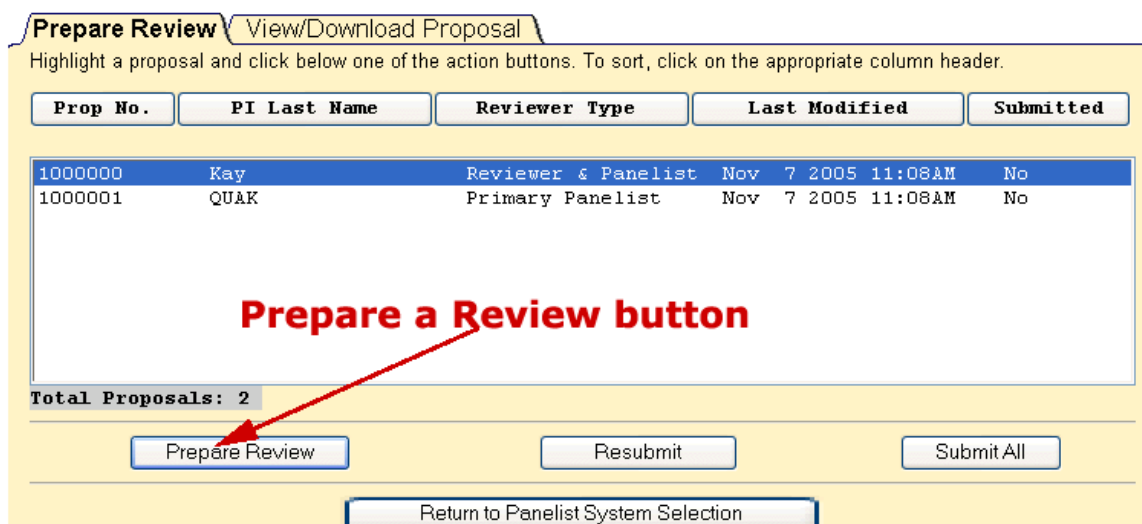 Prepare Review View/Download Proposal
Highlight a proposal and click below one of the action buttons. To sort, click on the appropriate column header.
Prop No. PI Last Name Reviewer Type Last Modified Submitted
1000000 Kay Reviewer & Panelist Nov 7 2005 11:08AM No
1000001 QUAK Primary Panelist Nov 7 2005 11:08AM No
Prepare a Review button
Total Proposals: 2
Prepare Review Resubmit Submit All
Return to Panelist System Selection